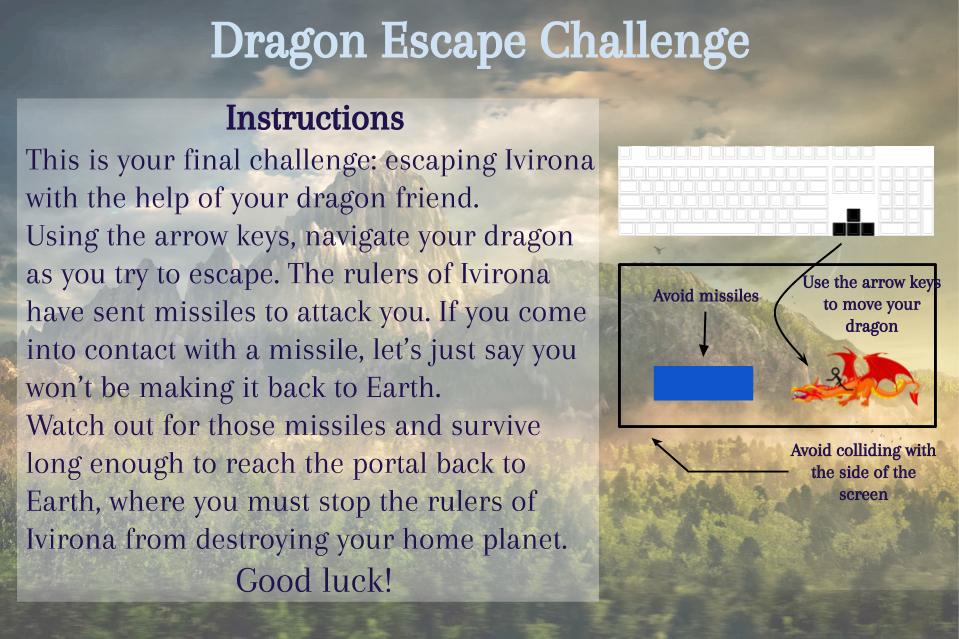 Dragon Escape Challenge
Instructions
This is your final challenge: escaping Ivirona
with the help of your dragon friend.
Using the arrow keys, navigate your dragon
as you try to escape. The rulers of Ivirona
have sent missiles to attack you. If you come
into contact with a missile, let's just say you
won't be making it back to Earth.
Watch out for those missiles and survive
long enough to reach the portal back to
Earth, where you must stop the rulers of
Ivirona from destroying your home planet.
Good luck!
Avoid missiles
Use the arrow keys
to move your
dragon
Avoid colliding with
the side of the
screen